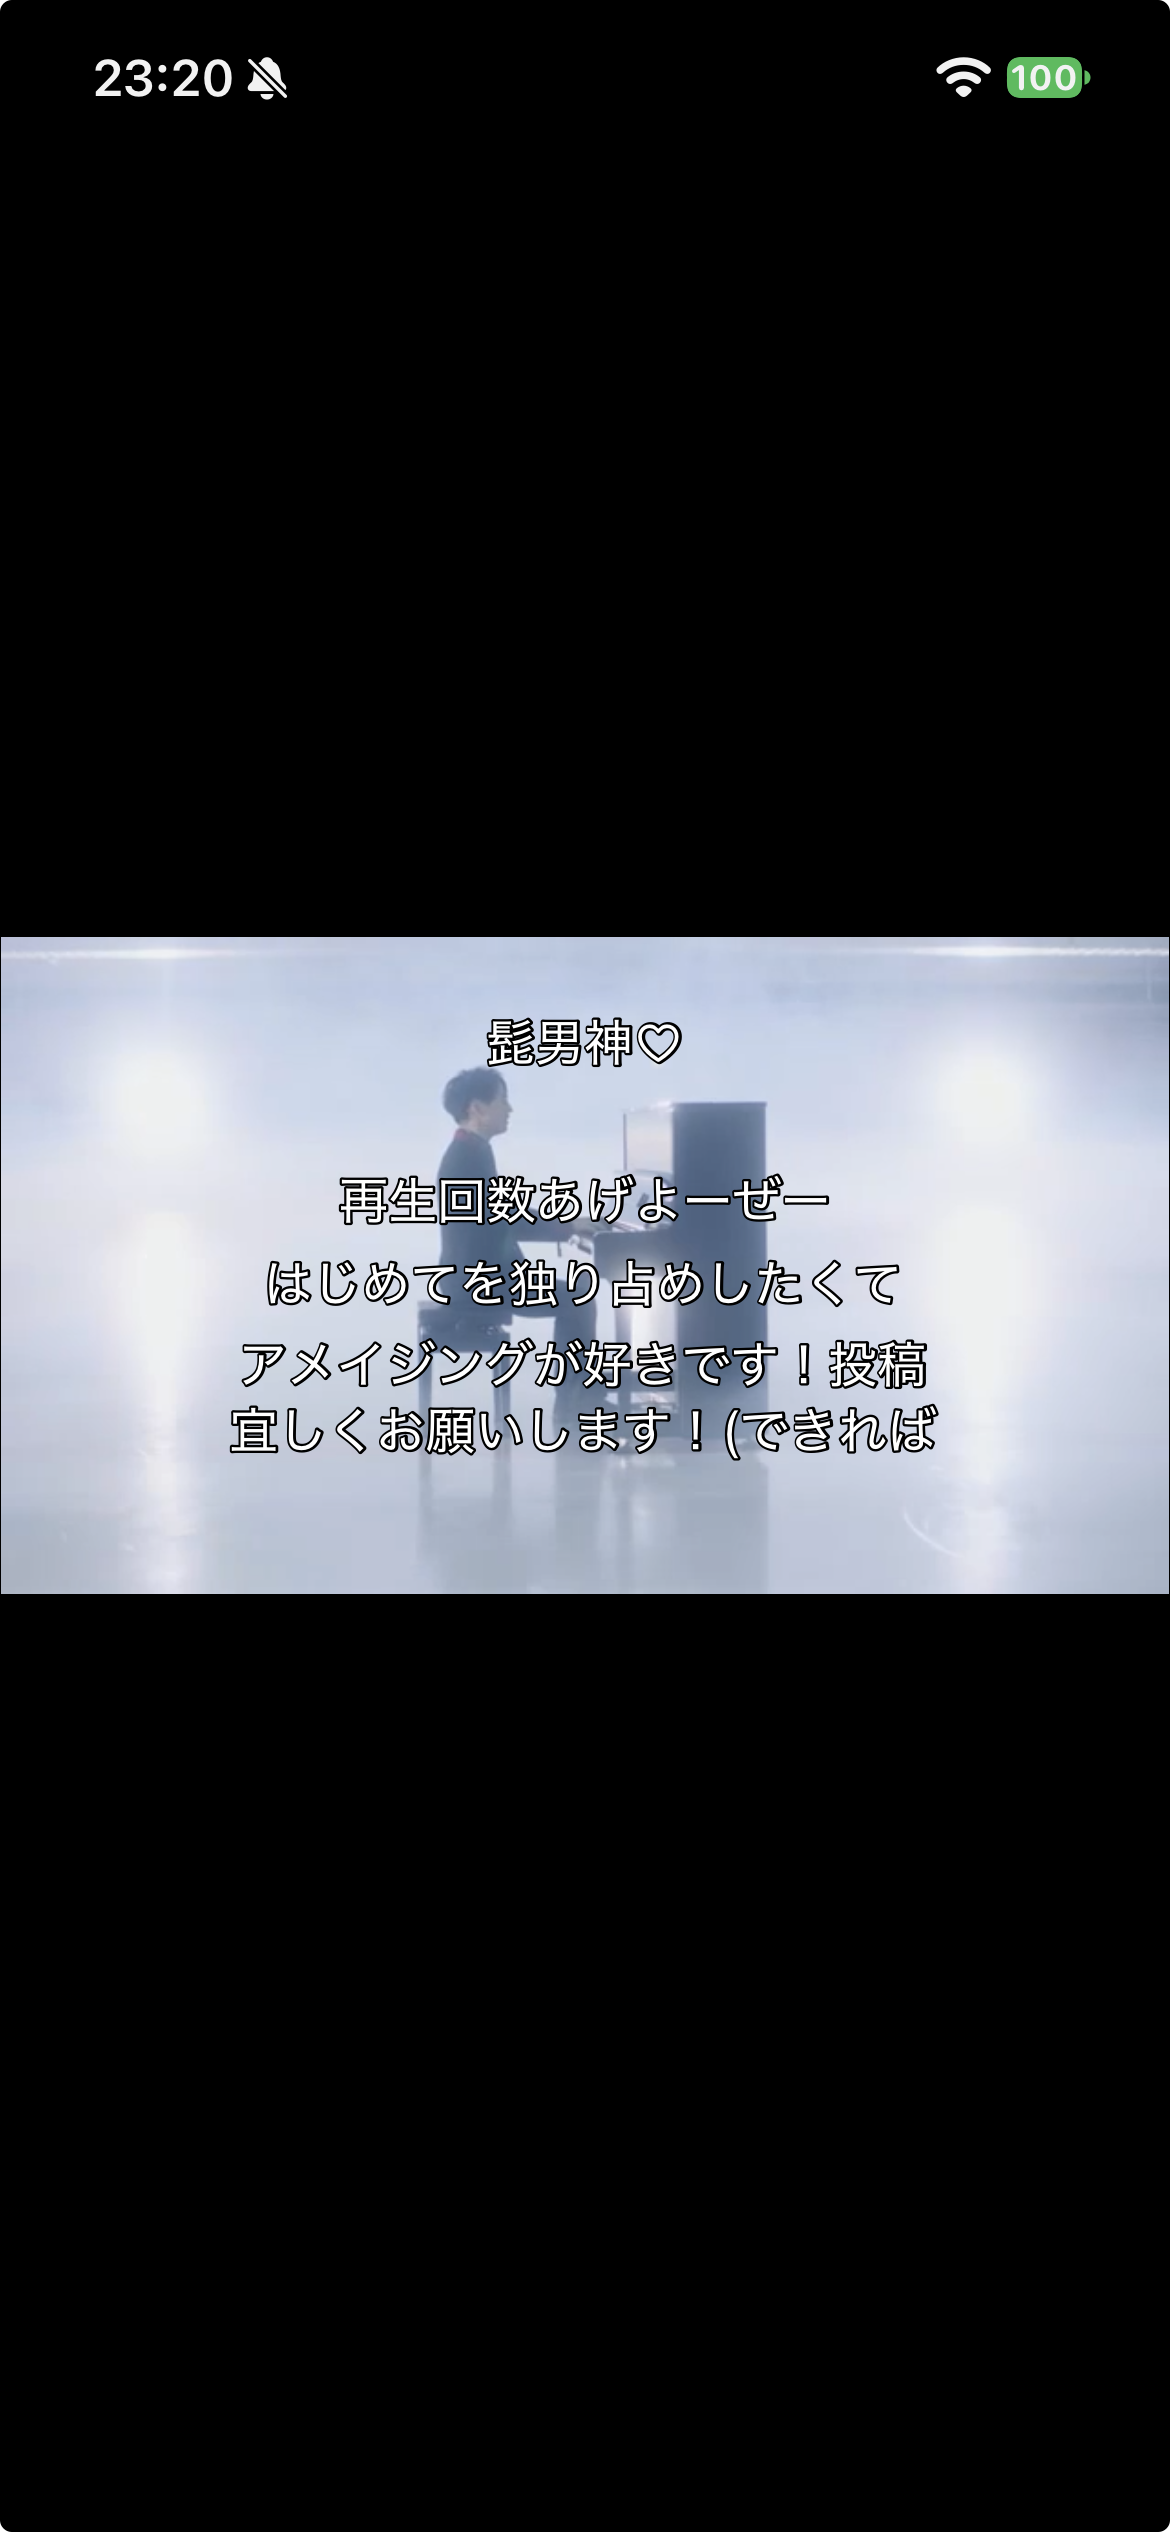 23:20
100
髭男神♡
再生回数あげよーぜー
はじめてを独り占めしたくて
アメイジングが好きです！投稿
宜しくお願いします！(できれば